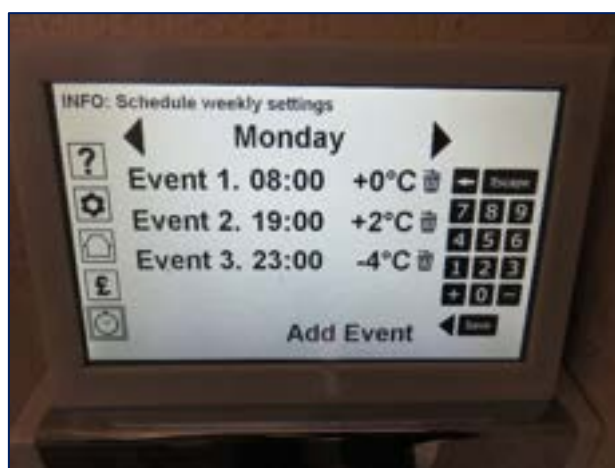 INFO: Schedule weekly settings
Monday
?
Event 1. 08:00 +0°C
Event 2. 19:00 +2°C
Event 3. 23:00 -4°C
£
Add Event
Escape
7 8 9
4 5 6
1 2 3
+ 0 -
Save